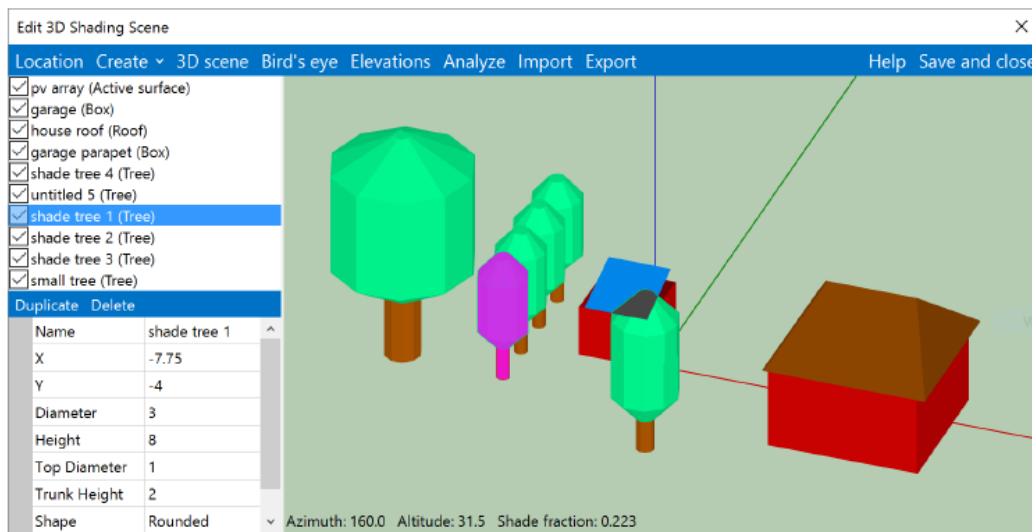 Edit 3D Shading Scene
Location Create 3D scene Bird's eye Elevations Analyze Import Export Help Save and close
pv array (Active surface)
garage (Box)
house roof (Roof)
garage parapet (Box)
shade tree 4 (Tree)
untitled 5 (Tree)
shade tree 1 (Tree)
shade tree 2 (Tree)
shade tree 3 (Tree)
small tree (Tree)
Duplicate Delete
Name shade tree 1
X -7.75
Y -4
Diameter 3
Height 8
Top Diameter 1
Trunk Height 2
Shape Rounded
Azimuth: 160.0 Altitude: 31.5 Shade fraction: 0.223